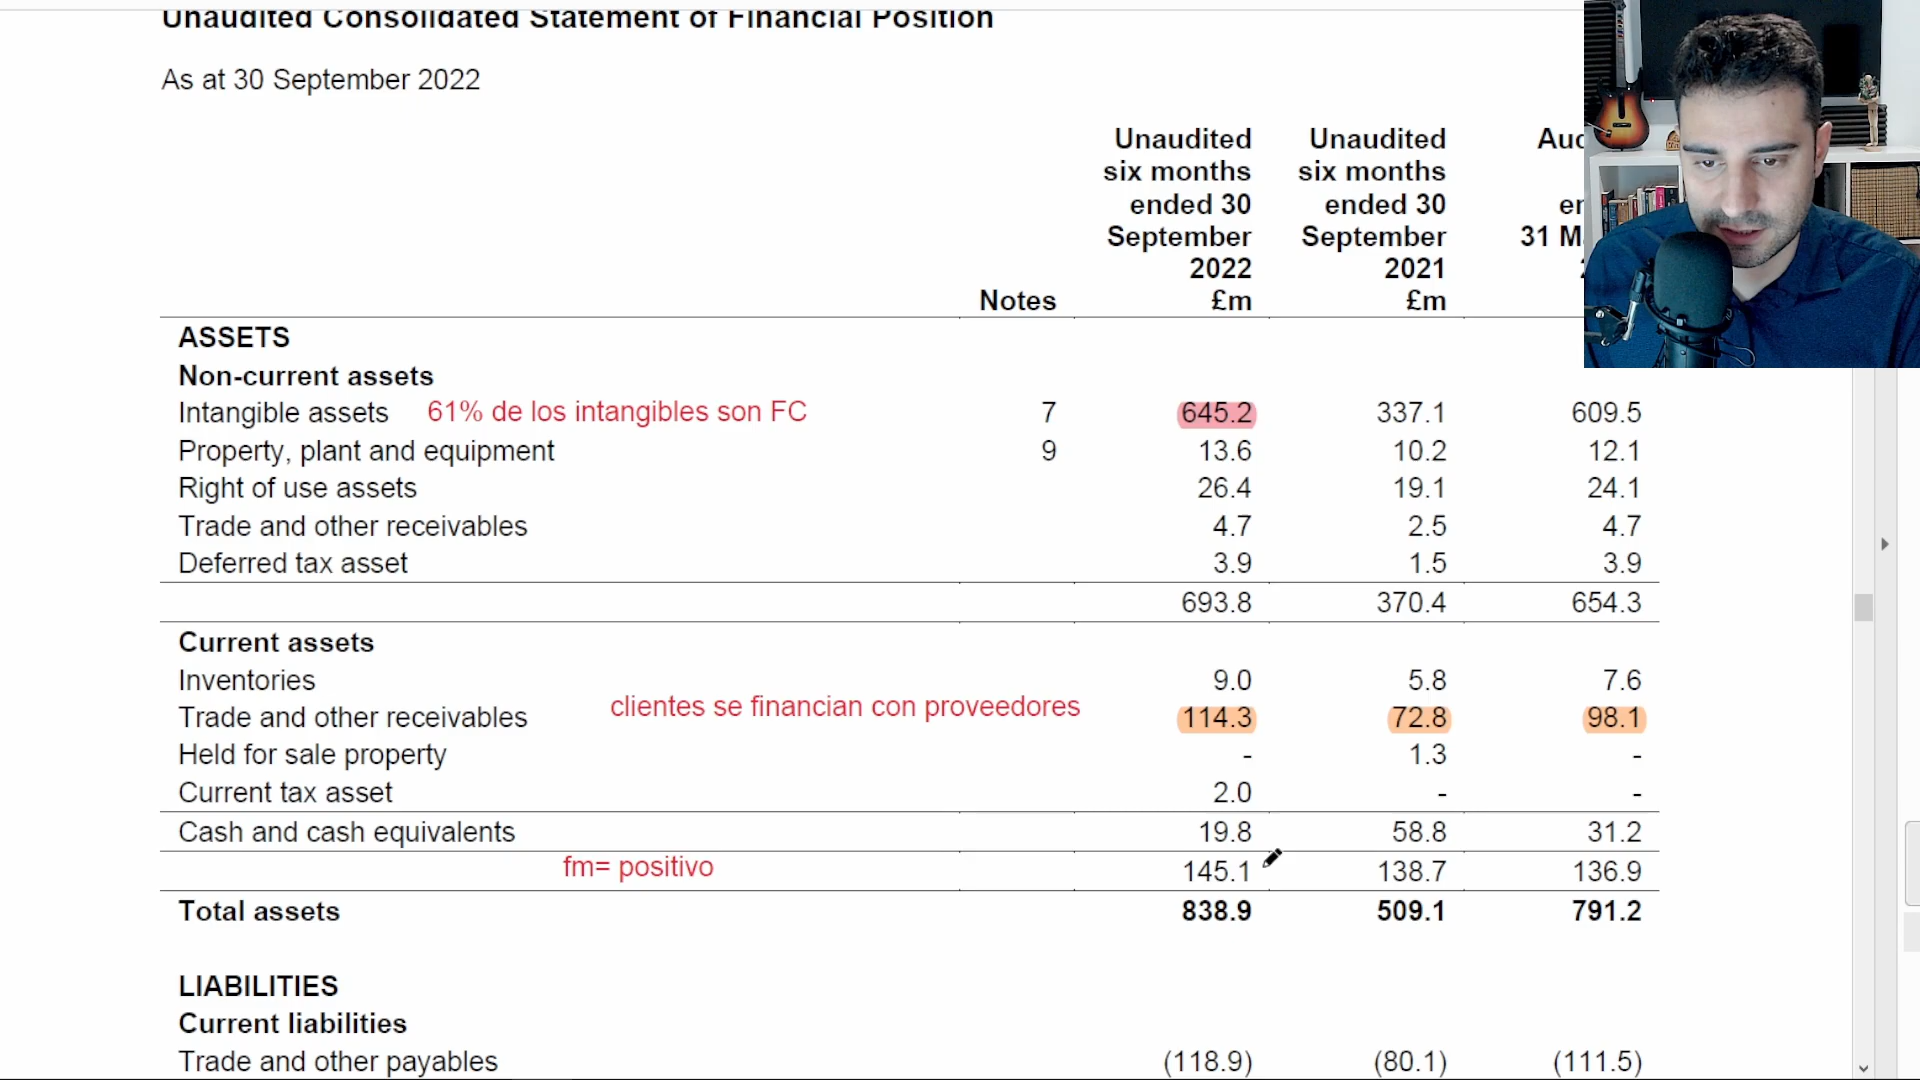 Unaudited Consolidated Statement of Financial Position
As at 30 September 2022
Unaudited Unaudited
six months six months
ended 30 ended 30
September September 31
2022 2021
Notes £m £m
ASSETS
Non-current assets
Intangible assets 61% de los intangibles son FC 7 645.2 337.1 609.5
Property, plant and equipment 9 13.6 10.2 12.1
Right of use assets 26.4 19.1 24.1
Trade and other receivables 4.7 2.5 4.7
Deferred tax asset 3.9 1.5 3.9
693.8 370.4 654.3
Current assets
Inventories 9.0 5.8 7.6
clientes se financian con proveedores
Trade and other receivables 114.3 72.8 98.1
Held for sale property - 1.3 -
Current tax asset 2.0 - -
Cash and cash equivalents 19.8 58.8 31.2
fm= positivo 145.1 138.7 136.9
Total assets 838.9 509.1 791.2
LIABILITIES
Current liabilities
Trade and other payables (118.9) (80.1) (111.5)